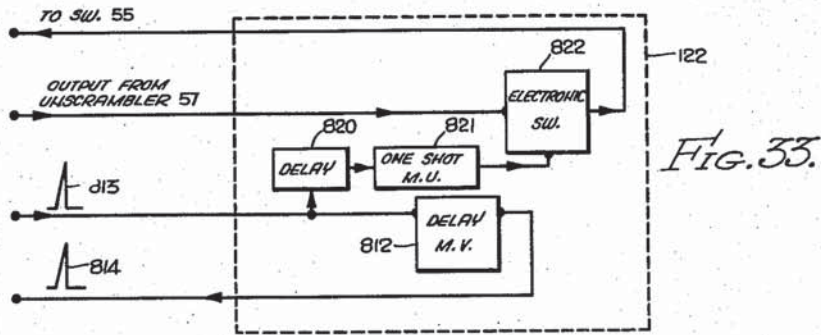 TO SW. 55
822
122
OUTPUT FROM
UNSCRAMBLER 57
ELECTRONIC
SW.
820
821
DELAY
ONE SHOT
M.U.
FIG. 33.
813
DELAY
M.V.
812
814